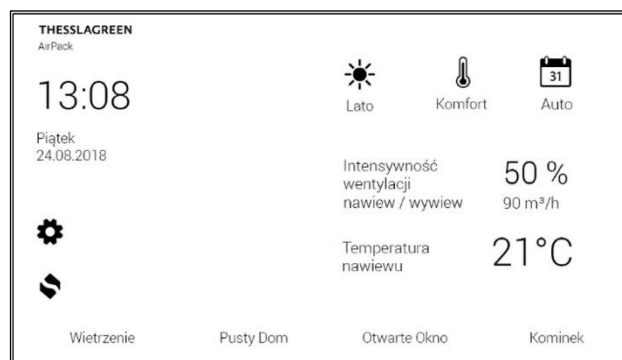 THESSLAGREEN
AirPack
13:08
Piątek
24.08.2018
31
Lato
Komfort
Auto
Intensywność
wentylacji
nawiew / wywiew
50 %
90 m³/h
Temperatura
nawiewu
21°C
Wietrzenie
Pusty Dom
Otwarte Okno
Kominek